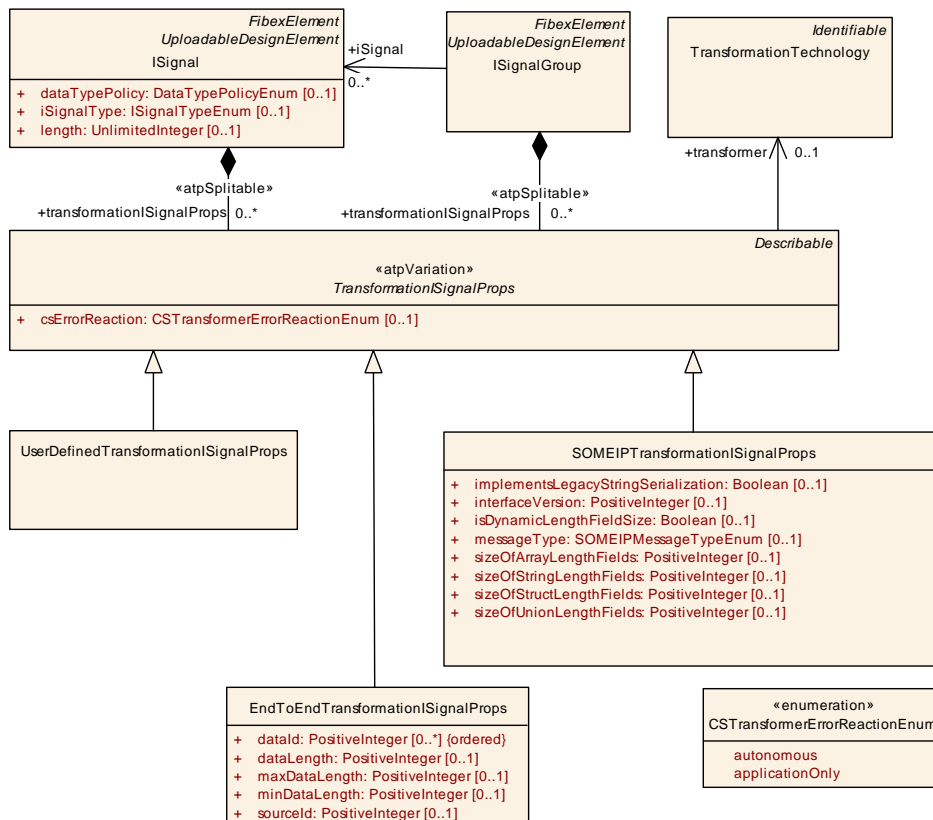 FibexElement
UploadableDesignElement
ISignal
+ dataTypePolicy: DataTypePolicyEnum [0..1]
+ iSignalType: ISignalTypeEnum [0..1]
+ length: UnlimitedInteger [0..1]
+iSignal
0..*
FibexElement
UploadableDesignElement
ISignalGroup
Identifiable
TransformationTechnology
+transformer 0..1
«atpSplitable»
+transformationISignalProps 0..*
«atpSplitable»
+transformationISignalProps 0..*
Describable
«atpVariation»
TransformationISignalProps
+ csErrorReaction: CSTransformerErrorReactionEnum [0..1]
UserDefinedTransformationISignalProps
SOMEIPTransformationISignalProps
+ implementsLegacyStringSerialization: Boolean [0..1]
+ interfaceVersion: PositiveInteger [0..1]
+ isDynamicLengthFieldSize: Boolean [0..1]
+ messageType: SOMEIPMessageTypeEnum [0..1]
+ sizeOfArrayLengthFields: PositiveInteger [0..1]
+ sizeOfStringLengthFields: PositiveInteger [0..1]
+ sizeOfStructLengthFields: PositiveInteger [0..1]
+ sizeOfUnionLengthFields: PositiveInteger [0..1]
EndToEndTransformationISignalProps
+ dataId: PositiveInteger [0..*] {ordered}
+ dataLength: PositiveInteger [0..1]
+ maxDataLength: PositiveInteger [0..1]
+ minDataLength: PositiveInteger [0..1]
+ sourceId: PositiveInteger [0..1]
«enumeration»
CSTransformerErrorReactionEnum
autonomous
applicationOnly